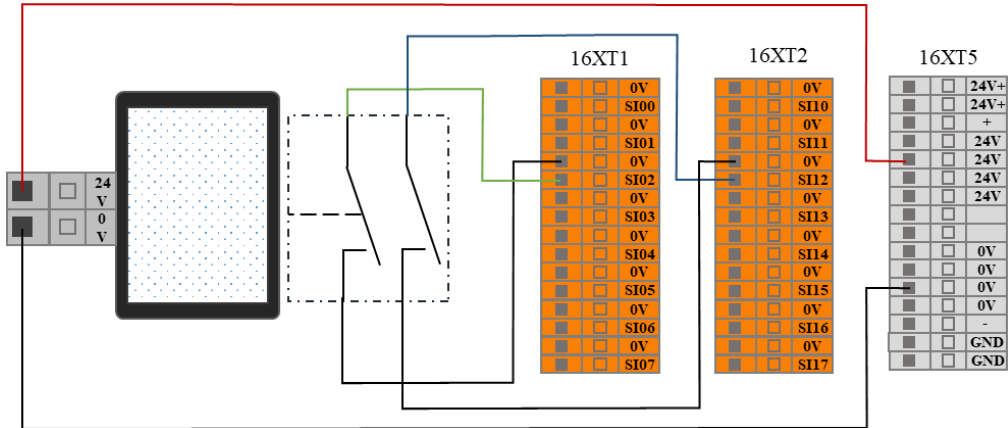 24
V
0
V
16XT1
0V
SI00
0V
SI01
0V
SI02
0V
SI03
0V
SI04
0V
SI05
0V
SI06
0V
SI07
16XT2
0V
SI10
0V
SI11
0V
SI12
0V
SI13
0V
SI14
0V
SI15
0V
SI16
0V
SI17
16XT5
24V+
24V+
+
24V
24V
24V
24V
0V
0V
0V
0V
-
GND
GND